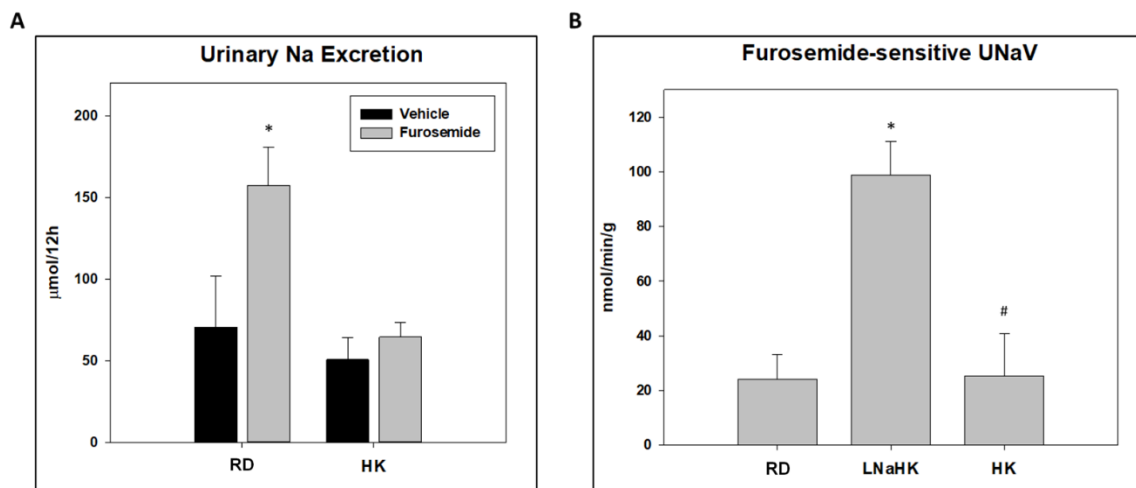 A
Urinary Na Excretion
Vehicle
Furosemide
200
150
100
50
0
μmol/12h
*
RD
HK
B
Furosemide-sensitive UNaV
120
100
80
60
40
20
0
nmol/min/g
*
#
RD
LNaHK
HK